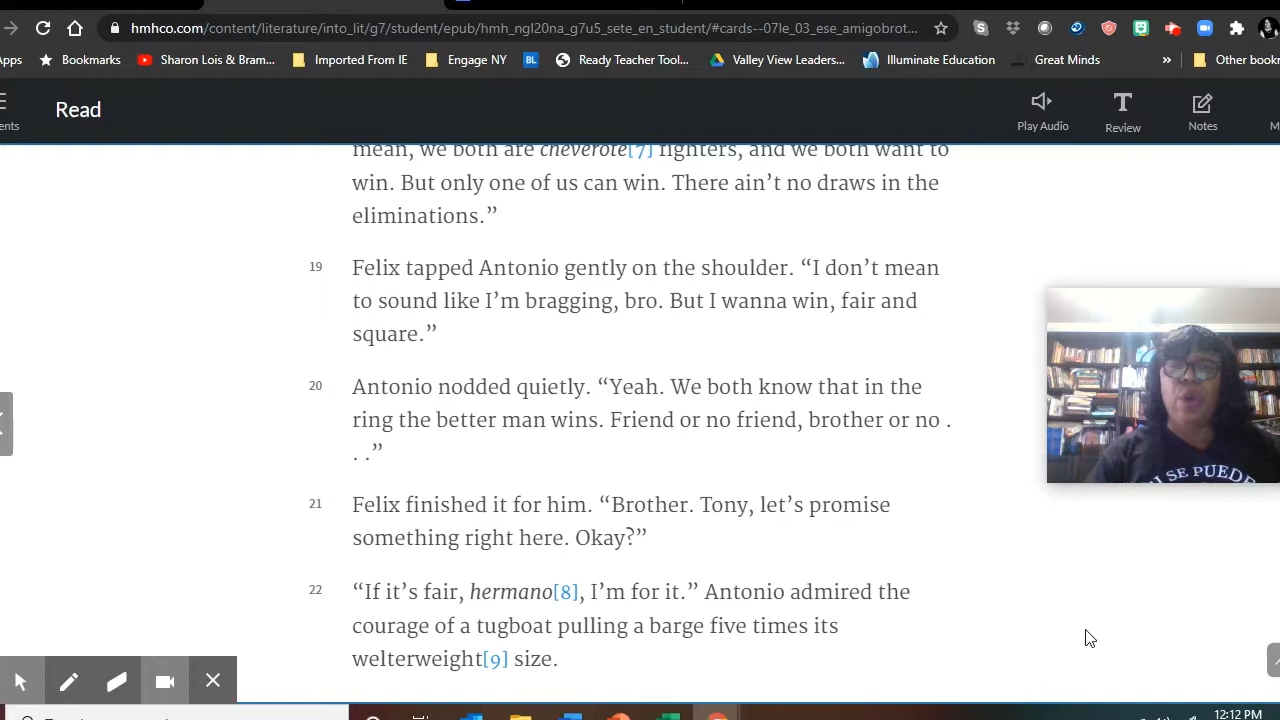 hmhco.com/content/literature/into_lit/g7/student/epub/hmh_ngl20na_g7u5_sete_en_student/#cards--07le_03_ese_amigobrot...
Apps Bookmarks Sharon Lois & Bram... Imported From IE Engage NY BL Ready Teacher Tool... Valley View Leaders... Illuminate Education Great Minds » Other bookm
ents Read Play Audio Review Notes M
mean, we both are cheverote[7] fighters, and we both want to
win. But only one of us can win. There ain’t no draws in the
eliminations.”
19 Felix tapped Antonio gently on the shoulder. “I don’t mean
to sound like I’m bragging, bro. But I wanna win, fair and
square.”
20 Antonio nodded quietly. “Yeah. We both know that in the
ring the better man wins. Friend or no friend, brother or no .
. .”
21 Felix finished it for him. “Brother. Tony, let’s promise
something right here. Okay?”
22 “If it’s fair, hermano[8], I’m for it.” Antonio admired the
courage of a tugboat pulling a barge five times its
welterweight[9] size.
SE PUEDE
12:12 PM